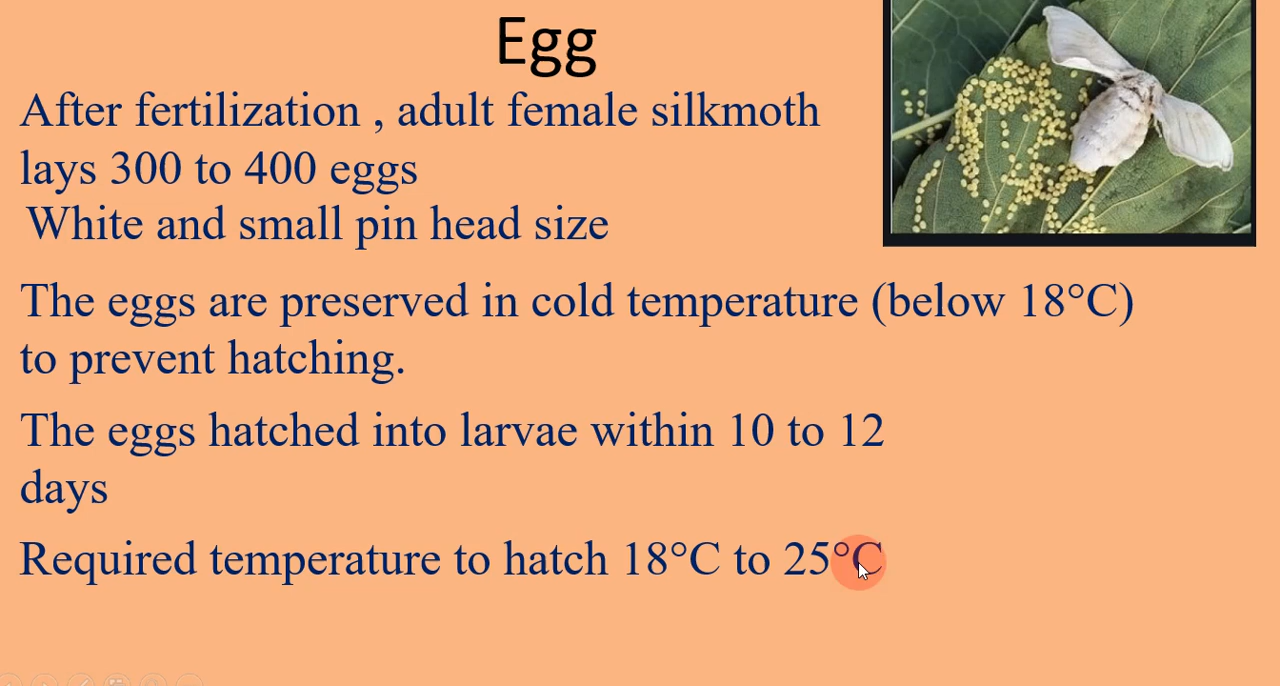 Egg
After fertilization , adult female silkmoth
lays 300 to 400 eggs
White and small pin head size
The eggs are preserved in cold temperature (below 18°C)
to prevent hatching.
The eggs hatched into larvae within 10 to 12
days
Required temperature to hatch 18°C to 25°C